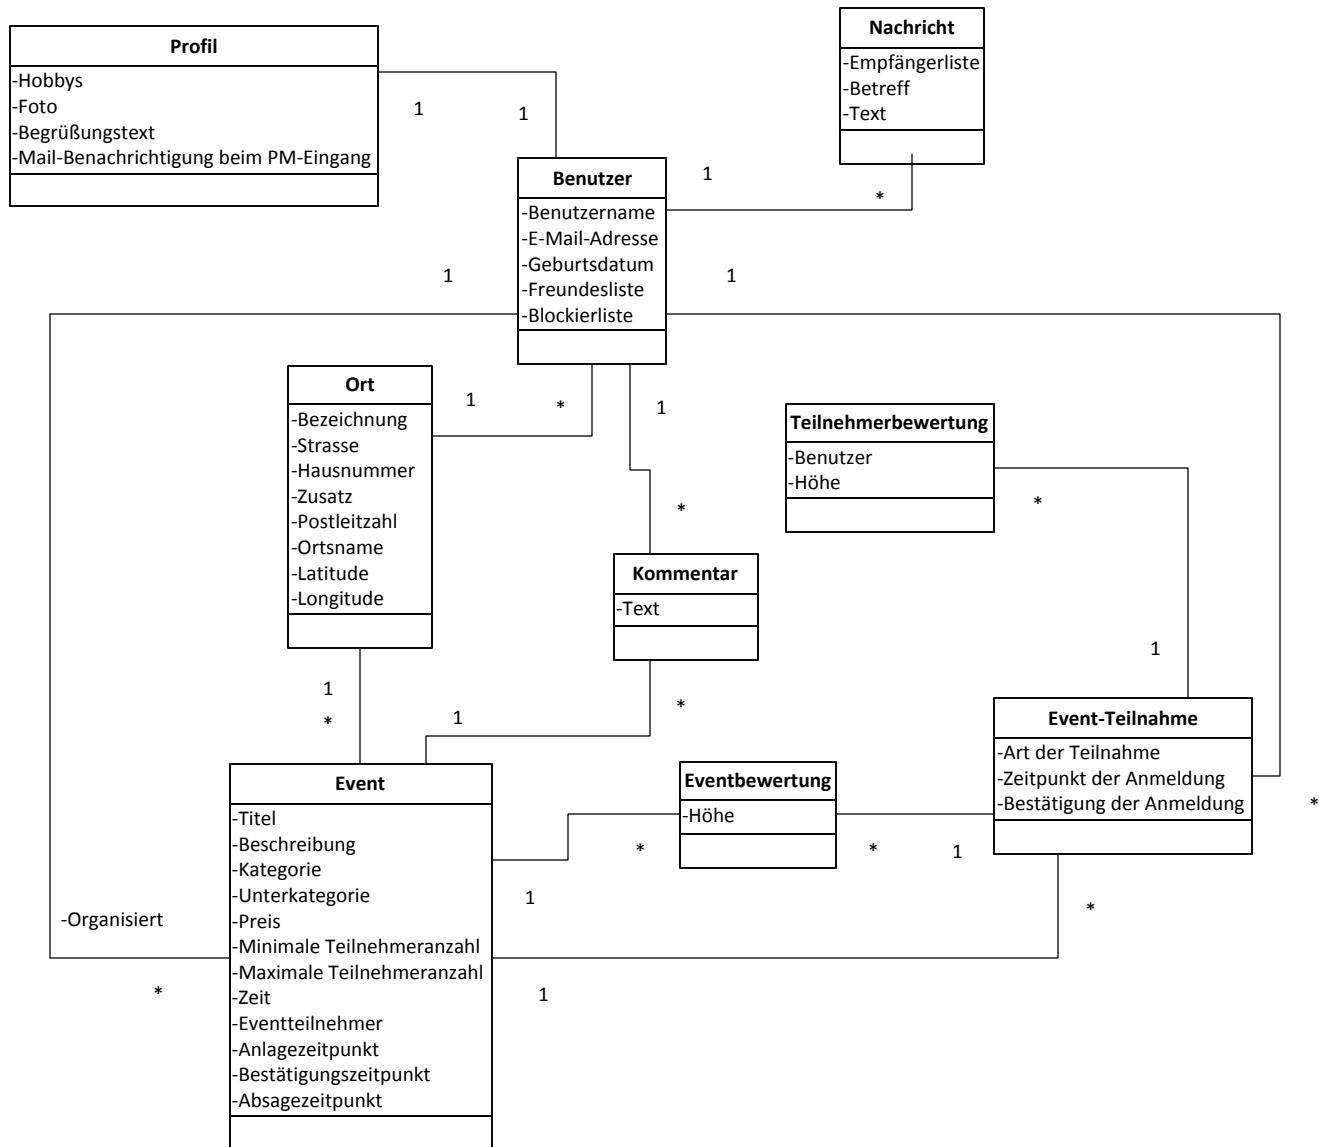 Profil
-Hobbys
-Foto
-Begrüßungstext
-Mail-Benachrichtigung beim PM-Eingang
Nachricht
-Empfängerliste
-Betreff
-Text
1
1
Benutzer
-Benutzername
-E-Mail-Adresse
-Geburtsdatum
-Freundesliste
-Blockierliste
1
*
1
1
Ort
-Bezeichnung
-Strasse
-Hausnummer
-Zusatz
-Postleitzahl
-Ortsname
-Latitude
-Longitude
1
*
1
Teilnehmerbewertung
-Benutzer
-Höhe
*
*
Kommentar
-Text
1
1
*
1
*
Event-Teilnahme
-Art der Teilnahme
-Zeitpunkt der Anmeldung
-Bestätigung der Anmeldung
*
Event
-Titel
-Beschreibung
-Kategorie
-Unterkategorie
-Preis
-Minimale Teilnehmeranzahl
-Maximale Teilnehmeranzahl
-Zeit
-Eventteilnehmer
-Anlagezeitpunkt
-Bestätigungszeitpunkt
-Absagezeitpunkt
Eventbewertung
-Höhe
*
*
1
1
*
-Organisiert
*
1